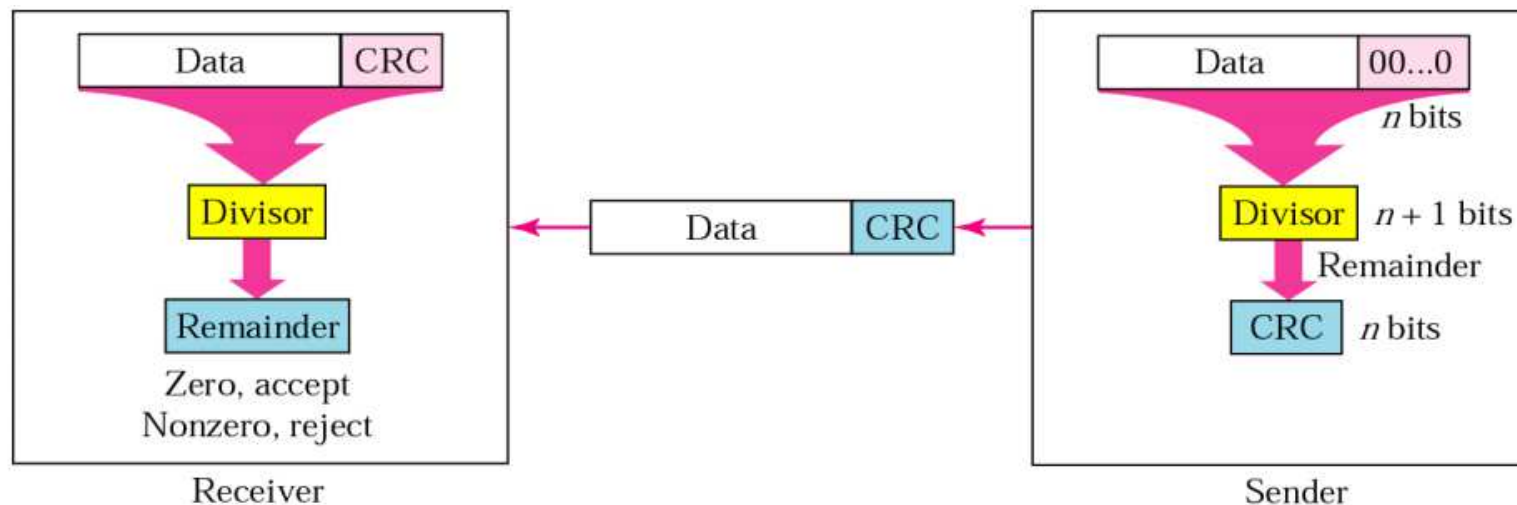 Data CRC
Divisor
Remainder
Zero, accept
Nonzero, reject
Receiver
Data CRC
Data 00...0
n bits
Divisor n + 1 bits
Remainder
CRC n bits
Sender